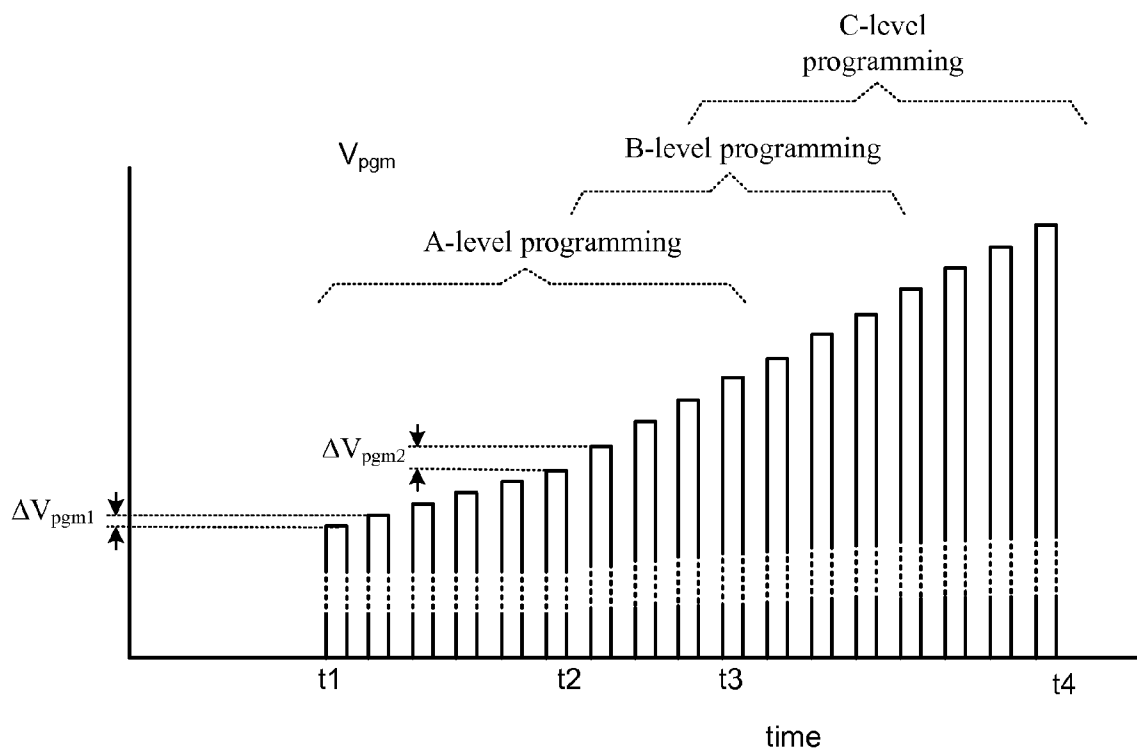 C-level
programming
B-level programming
V_pgm
A-level programming
ΔV_pgm2
ΔV_pgm1
t1
t2
t3
t4
time